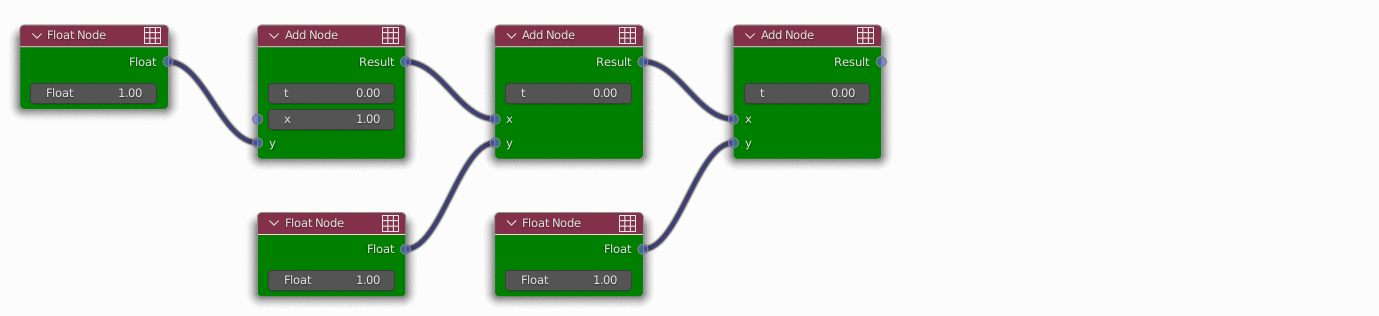 Float Node
Float
Float 1.00
Add Node
Result
t 0.00
x 1.00
y
Add Node
Result
t 0.00
x
y
Add Node
Result
t 0.00
x
y
Float Node
Float
Float 1.00
Float Node
Float
Float 1.00